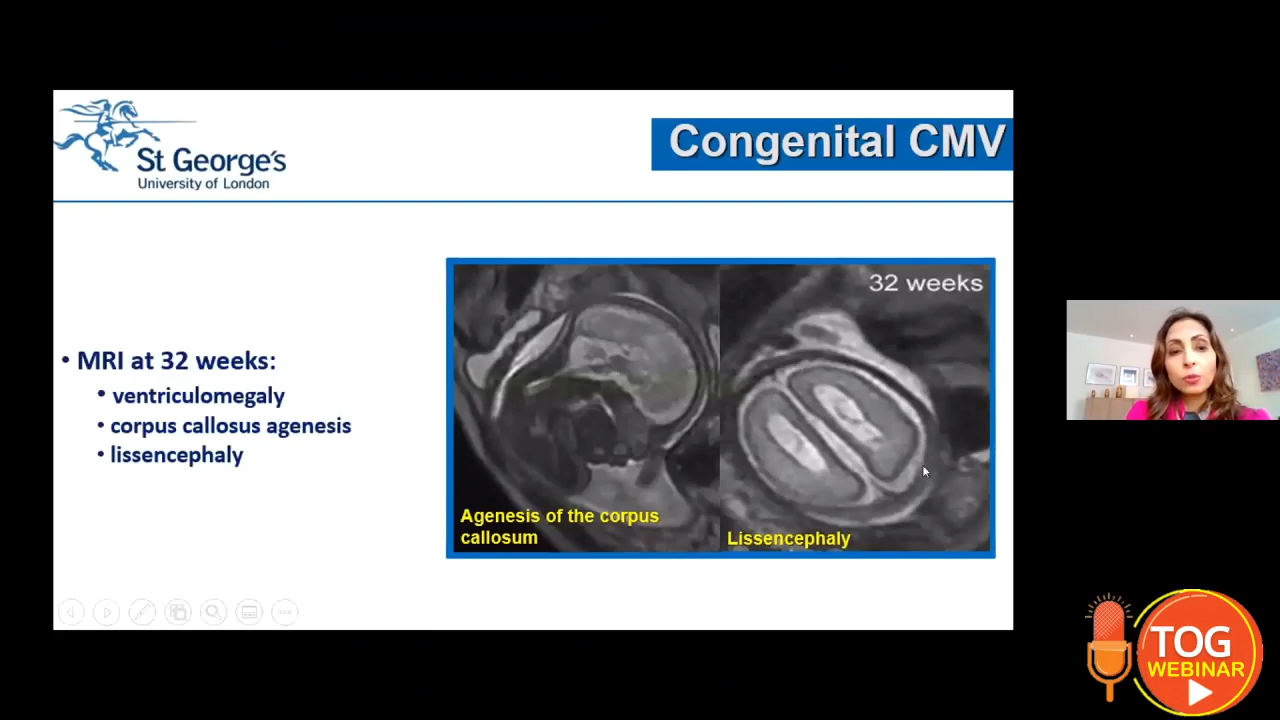 St George's
University of London
Congenital CMV
• MRI at 32 weeks:
• ventriculomegaly
• corpus callosus agenesis
• lissencephaly
32 weeks
Agenesis of the corpus
callosum
Lissencephaly
TOG
WEBINAR